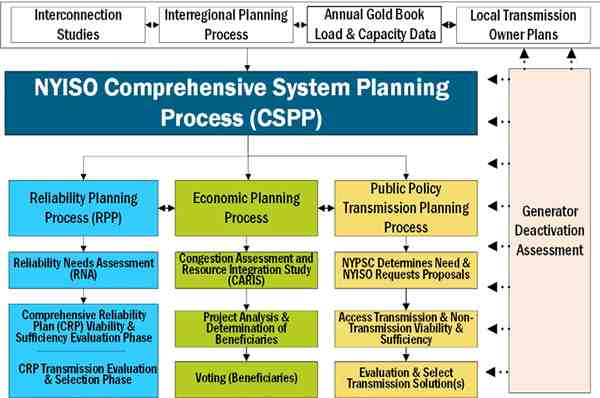 Interconnection
Studies
Interregional Planning
Process
Annual Gold Book
Load & Capacity Data
Local Transmission
Owner Plans
NYISO Comprehensive System Planning
Process (CSPP)
Reliability Planning
Process (RPP)
Economic Planning
Process
Public Policy
Transmission Planning
Process
Generator
Deactivation
Assessment
Reliability Needs Assessment
(RNA)
Congestion Assessment and
Resource Integration Study
(CARIS)
NYPSC Determines Need &
NYISO Requests Proposals
Comprehensive Reliability
Plan (CRP) Viability &
Sufficiency Evaluation Phase
CRP Transmission Evaluation
& Selection Phase
Project Analysis &
Determination of
Beneficiaries
Access Transmission & Non-
Transmission Viability &
Sufficiency
Voting (Beneficiaries)
Evaluation & Select
Transmission Solution(s)